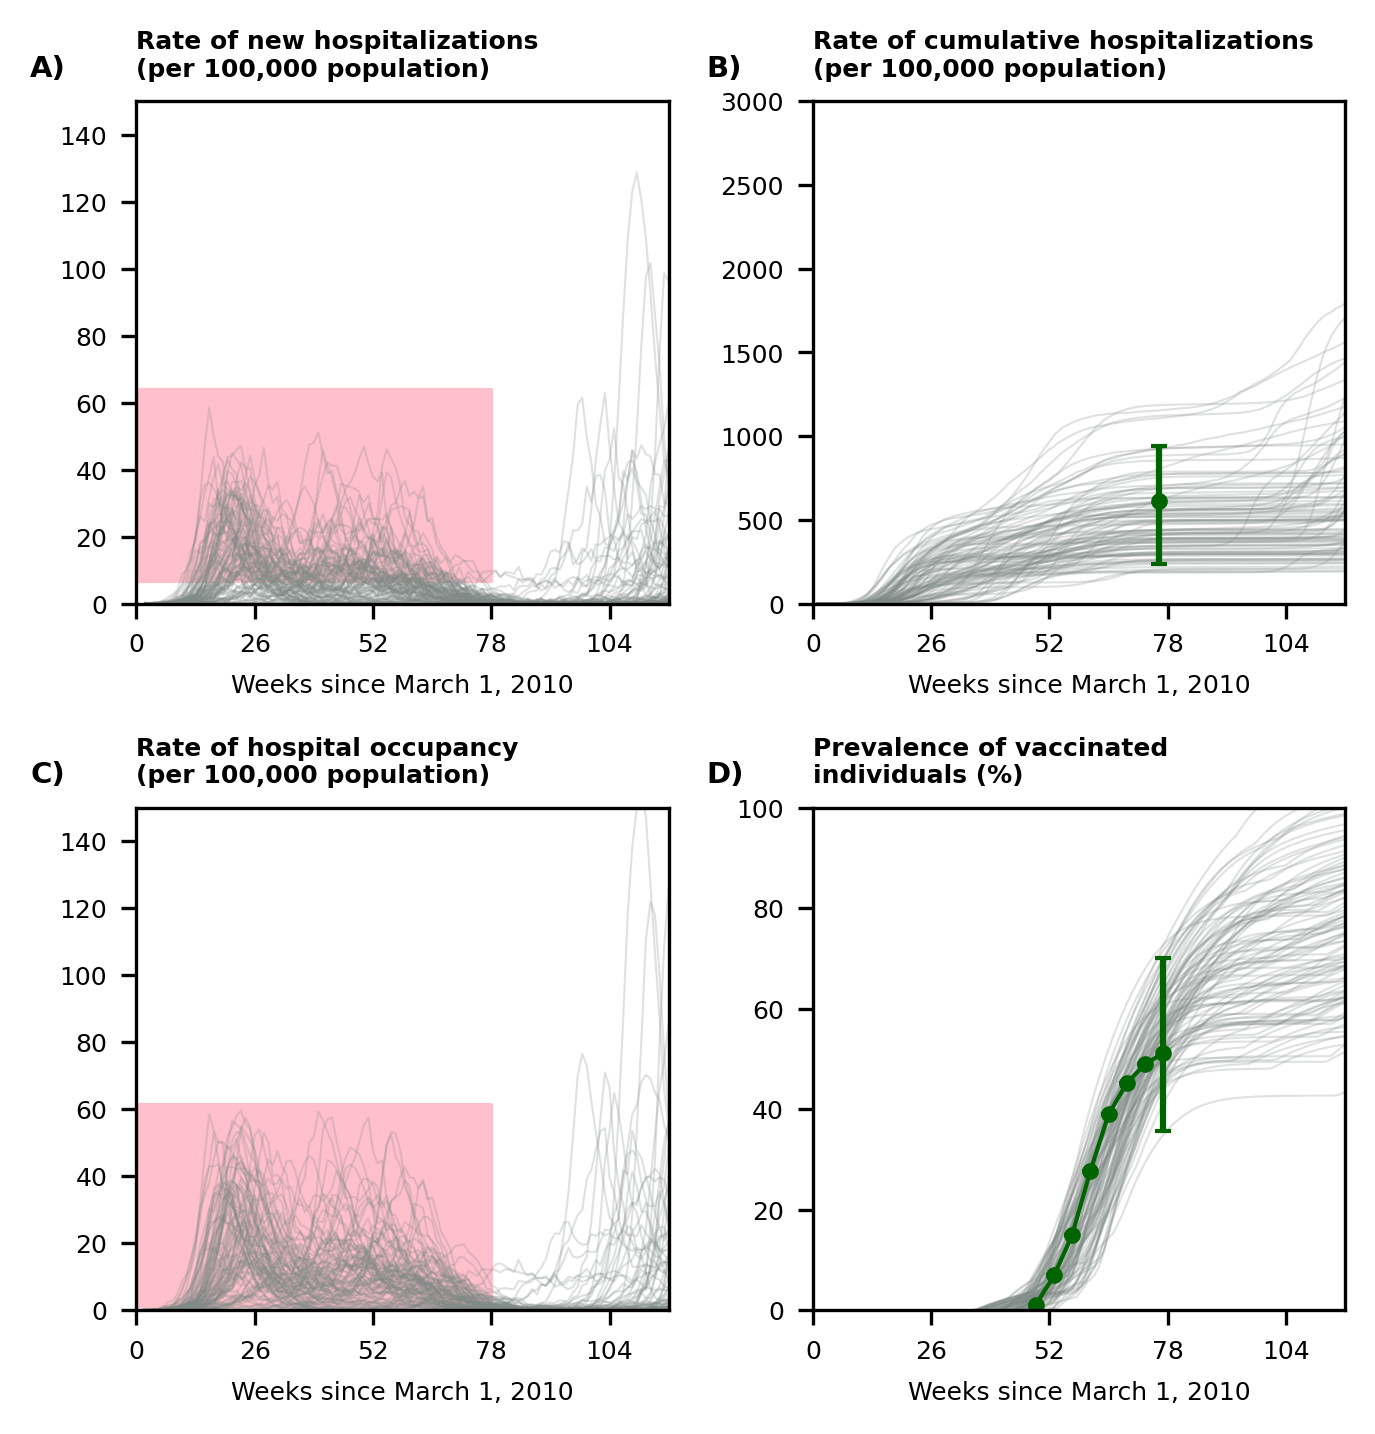 A)
Rate of new hospitalizations
(per 100,000 population)
140
120
100
80
60
40
20
0
0 26 52 78 104
Weeks since March 1, 2010
B)
Rate of cumulative hospitalizations
(per 100,000 population)
3000
2500
2000
1500
1000
500
0
0 26 52 78 104
Weeks since March 1, 2010
C)
Rate of hospital occupancy
(per 100,000 population)
140
120
100
80
60
40
20
0
0 26 52 78 104
Weeks since March 1, 2010
D)
Prevalence of vaccinated
individuals (%)
100
80
60
40
20
0
0 26 52 78 104
Weeks since March 1, 2010